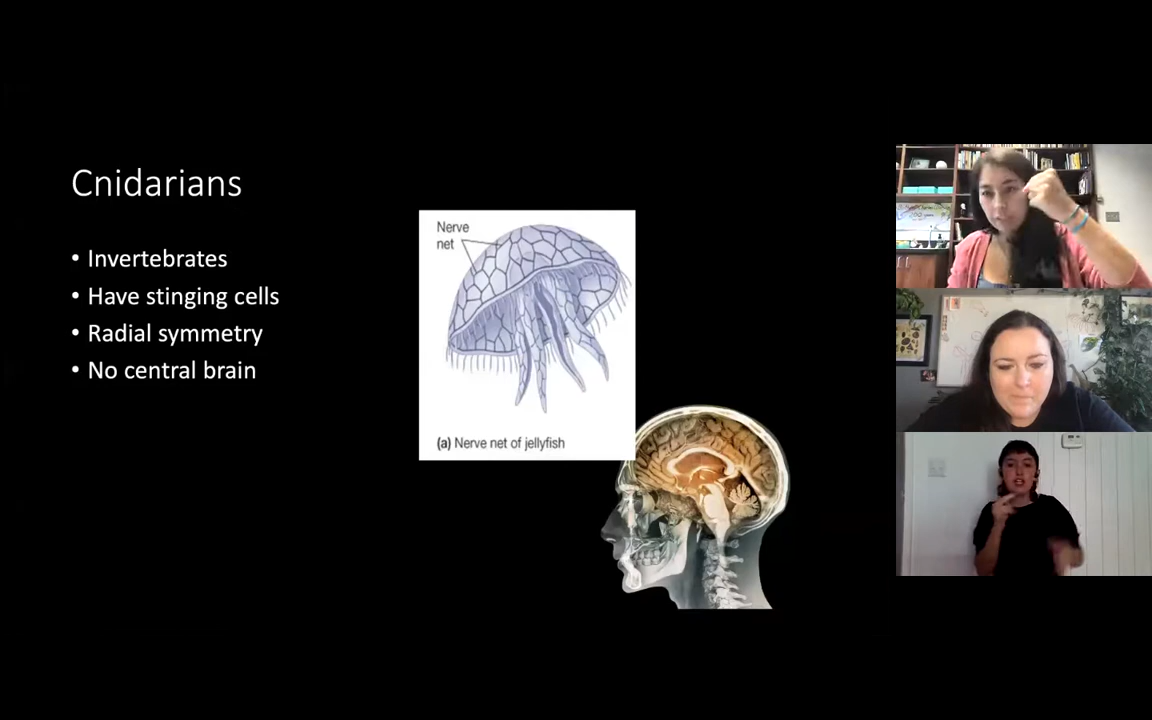 Cnidarians
• Invertebrates
• Have stinging cells
• Radial symmetry
• No central brain
Nerve
net
(a) Nerve net of jellyfish